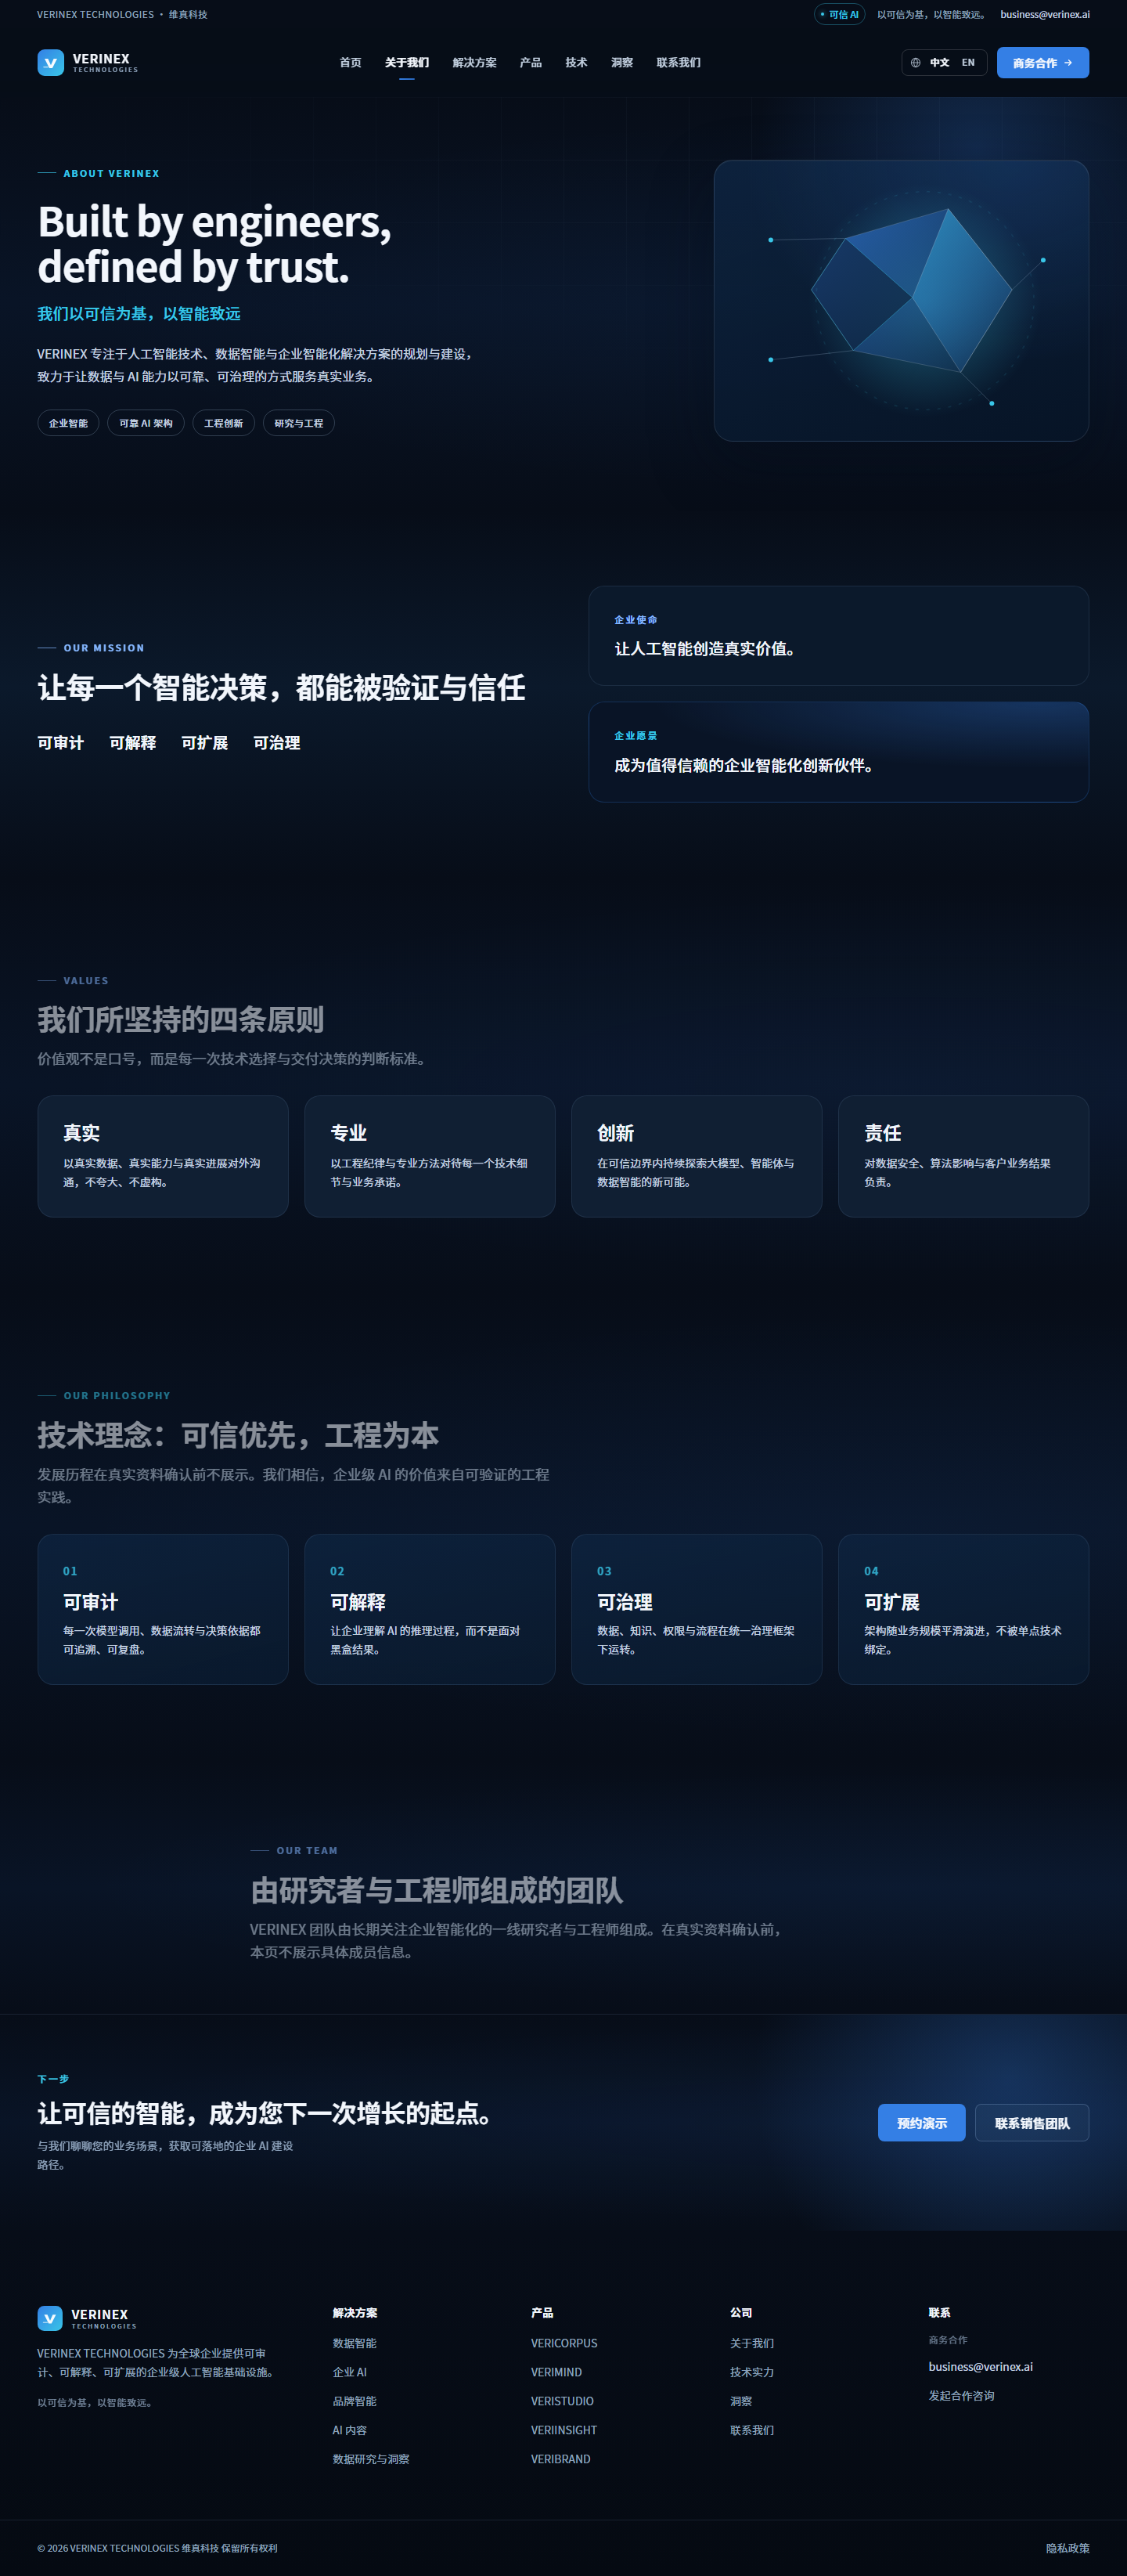 VERINEX TECHNOLOGIES • 维真科技
可信 AI
以可信为基，以智能致远。
business@verinex.ai
VERINEX
TECHNOLOGIES
首页
关于我们
解决方案
产品
技术
洞察
联系我们
中文
EN
商务合作 →
ABOUT VERINEX
Built by engineers,
defined by trust.
我们以可信为基，以智能致远
VERINEX 专注于人工智能技术、数据智能与企业智能化解决方案的规划与建设，
致力于让数据与 AI 能力以可靠、可治理的方式服务真实业务。
企业智能
可靠 AI 架构
工程创新
研究与工程
OUR MISSION
让每一个智能决策，都能被验证与信任
可审计
可解释
可扩展
可治理
企业使命
让人工智能创造真实价值。
企业愿景
成为值得信赖的企业智能化创新伙伴。
VALUES
我们所坚持的四条原则
价值观不是口号，而是每一次技术选择与交付决策的判断标准。
真实
以真实数据、真实能力与真实进展对外沟
通，不夸大、不虚构。
专业
以工程纪律与专业方法对待每一个技术细
节与业务承诺。
创新
在可信边界内持续探索大模型、智能体与
数据智能的新可能。
责任
对数据安全、算法影响与客户业务结果
负责。
OUR PHILOSOPHY
技术理念：可信优先，工程为本
发展历程在真实资料确认前不展示。我们相信，企业级 AI 的价值来自可验证的工程
实践。
01
可审计
每一次模型调用、数据流转与决策依据都
可追溯、可复盘。
02
可解释
让企业理解 AI 的推理过程，而不是面对
黑盒结果。
03
可治理
数据、知识、权限与流程在统一治理框架
下运转。
04
可扩展
架构随业务规模平滑演进，不被单点技术
绑定。
OUR TEAM
由研究者与工程师组成的团队
VERINEX 团队由长期关注企业智能化的一线研究者与工程师组成。在真实资料确认前，
本页不展示具体成员信息。
下一步
让可信的智能，成为您下一次增长的起点。
与我们聊聊您的业务场景，获取可落地的企业 AI 建设
路径。
预约演示
联系销售团队
VERINEX
TECHNOLOGIES
VERINEX TECHNOLOGIES 为全球企业提供可审
计、可解释、可扩展的企业级人工智能基础设施。
以可信为基，以智能致远。
解决方案
数据智能
企业 AI
品牌智能
AI 内容
数据研究与洞察
产品
VERICORPUS
VERIMIND
VERISTUDIO
VERIINSIGHT
VERIBRAND
公司
关于我们
技术实力
洞察
联系我们
联系
商务合作
business@verinex.ai
发起合作咨询
© 2026 VERINEX TECHNOLOGIES 维真科技 保留所有权利
隐私政策